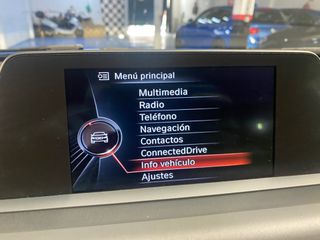 Menú principal
Multimedia
Radio
Teléfono
Navegación
Contactos
ConnectedDrive
Info vehículo
Ajustes